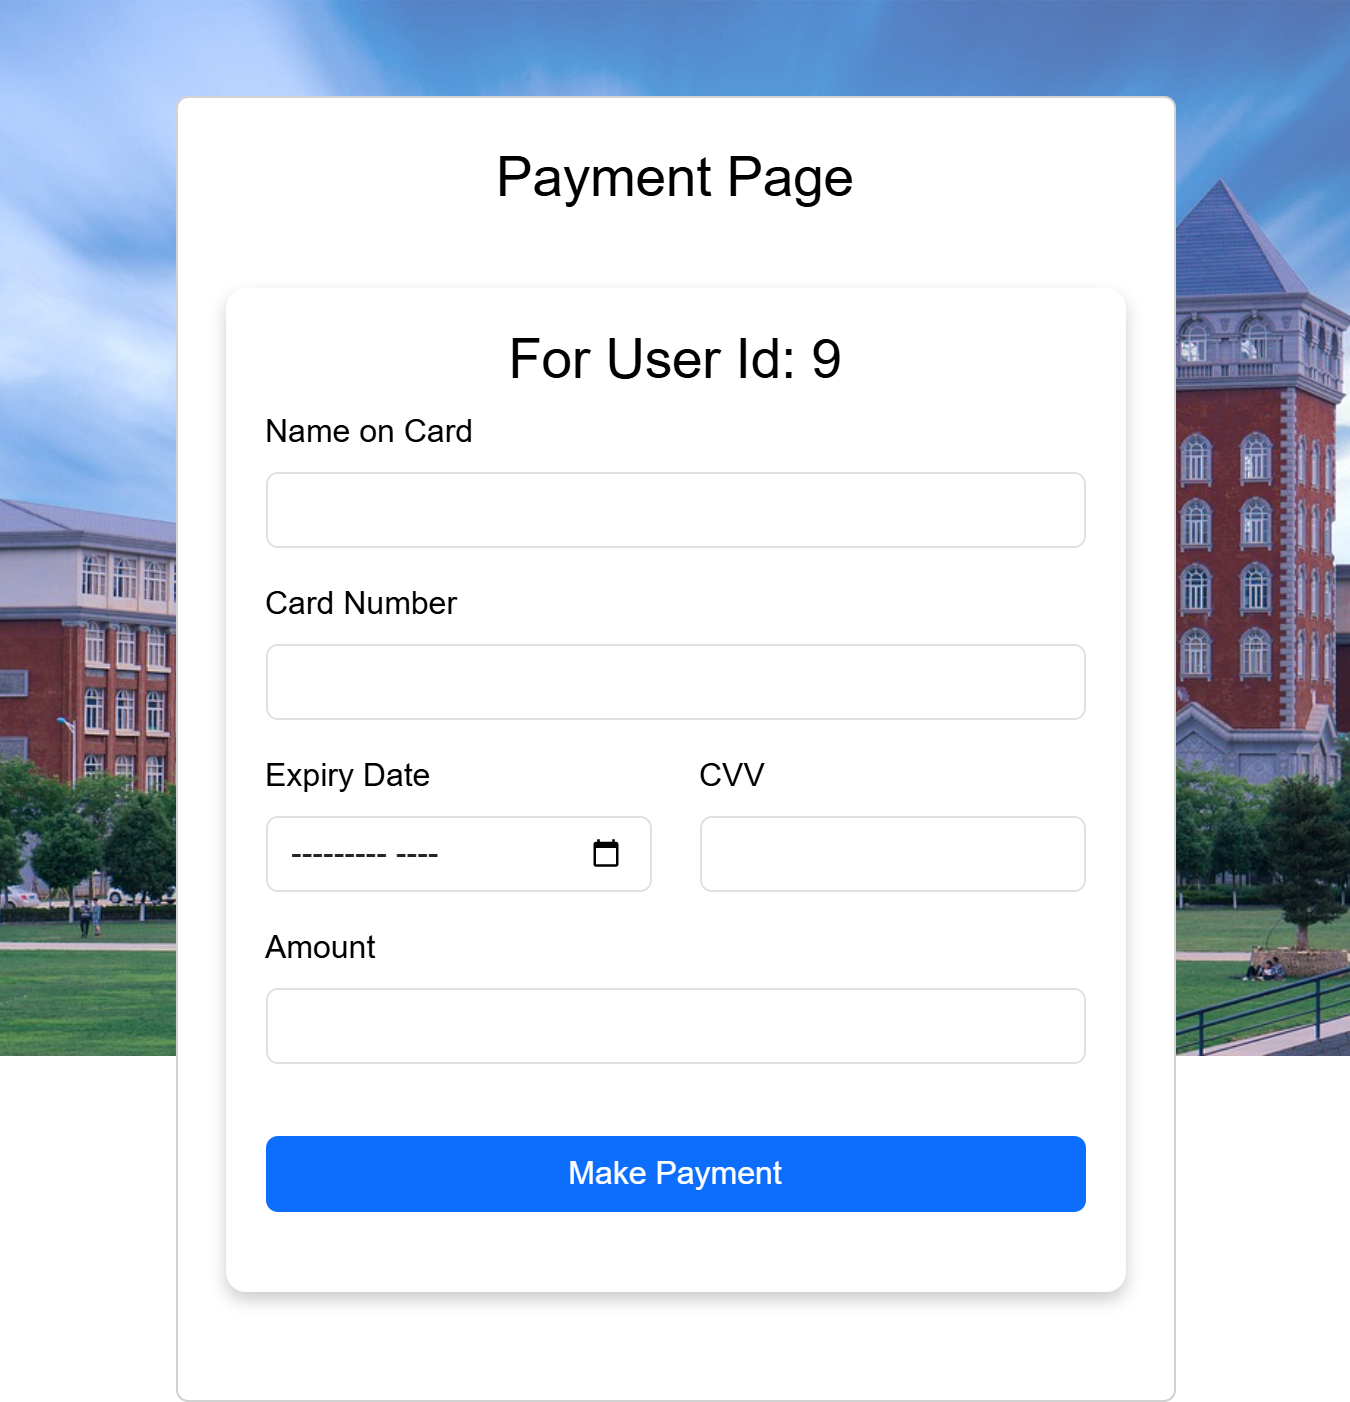 Payment Page
For User Id: 9
Name on Card
Card Number
Expiry Date
CVV
--------- ----
Amount
Make Payment